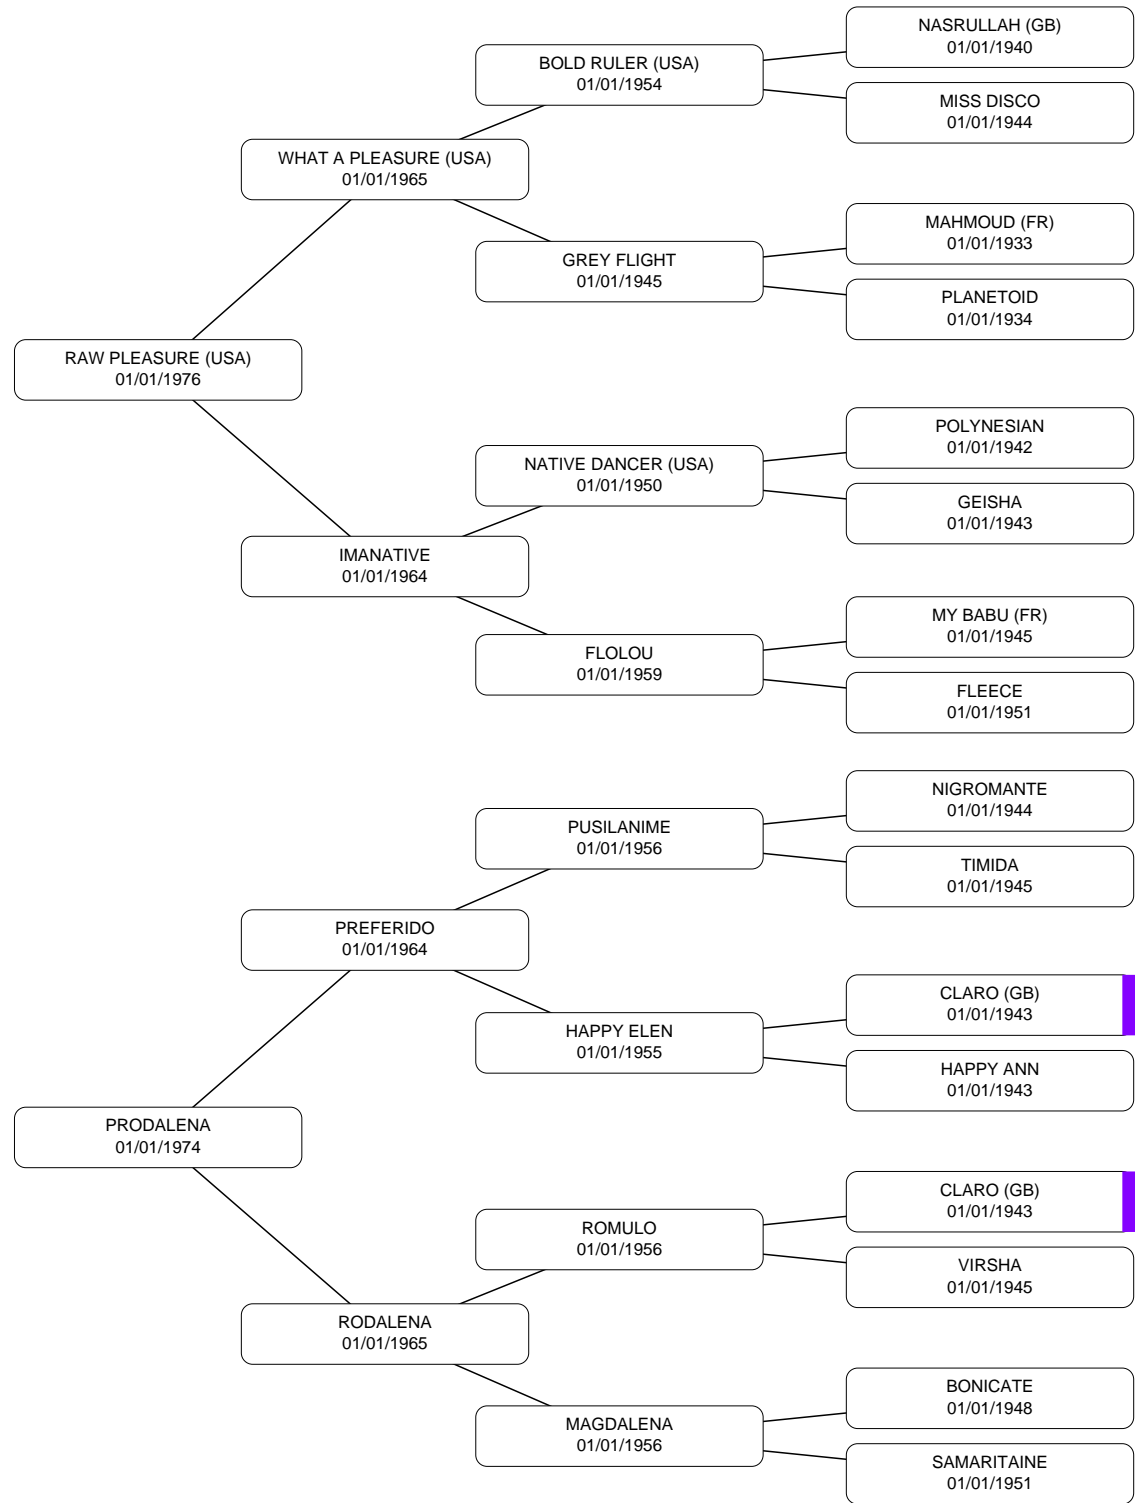 NASRULLAH (GB)
01/01/1940
BOLD RULER (USA)
01/01/1954
MISS DISCO
01/01/1944
WHAT A PLEASURE (USA)
01/01/1965
MAHMOUD (FR)
01/01/1933
GREY FLIGHT
01/01/1945
PLANETOID
01/01/1934
RAW PLEASURE (USA)
01/01/1976
POLYNESIAN
01/01/1942
NATIVE DANCER (USA)
01/01/1950
GEISHA
01/01/1943
IMANATIVE
01/01/1964
MY BABU (FR)
01/01/1945
FLOLOU
01/01/1959
FLEECE
01/01/1951
NIGROMANTE
01/01/1944
PUSILANIME
01/01/1956
TIMIDA
01/01/1945
PREFERIDO
01/01/1964
CLARO (GB)
01/01/1943
HAPPY ELEN
01/01/1955
HAPPY ANN
01/01/1943
PRODALENA
01/01/1974
CLARO (GB)
01/01/1943
ROMULO
01/01/1956
VIRSHA
01/01/1945
RODALENA
01/01/1965
BONICATE
01/01/1948
MAGDALENA
01/01/1956
SAMARITAINE
01/01/1951